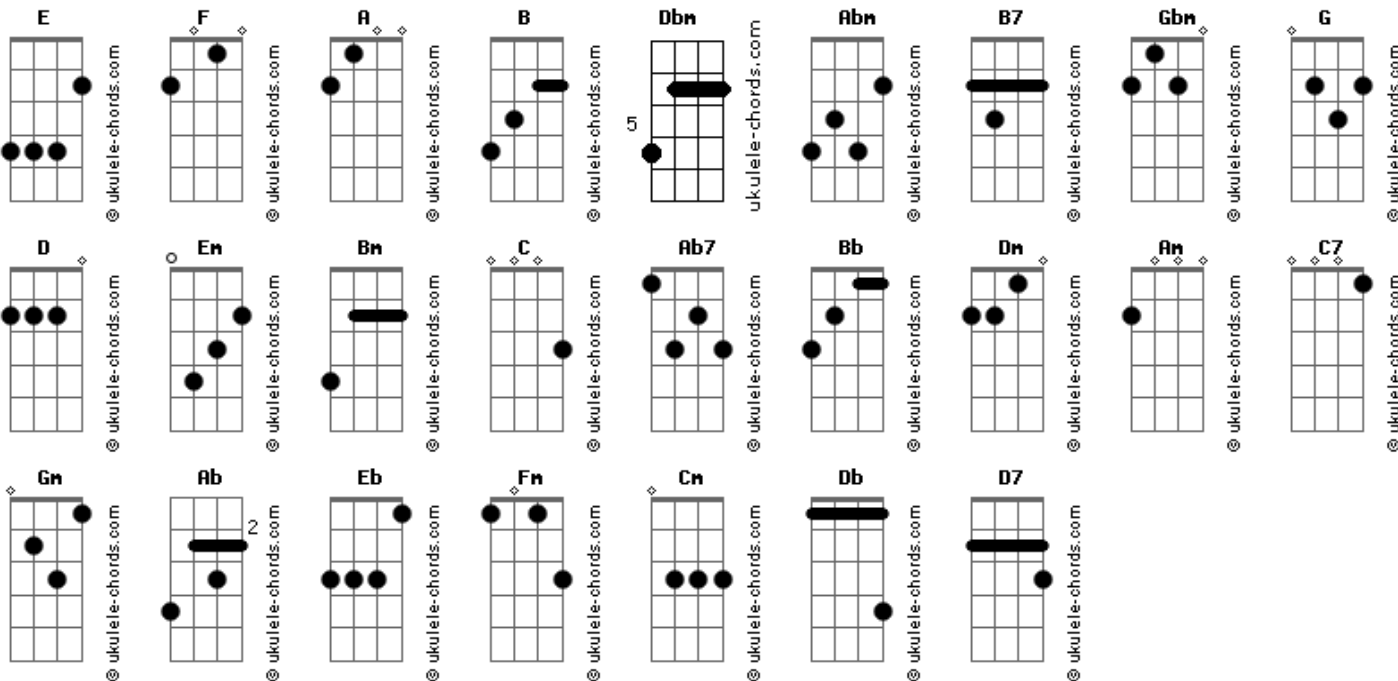 E F A B Dbm Abm B7 Gbm G
5
© ukulele-chords.com © ukulele-chords.com © ukulele-chords.com © ukulele-chords.com ukulele-chords.com © ukulele-chords.com © ukulele-chords.com © ukulele-chords.com © ukulele-chords.com
D Em Bm C Ab7 Bb Dm Am C7
© ukulele-chords.com © ukulele-chords.com © ukulele-chords.com © ukulele-chords.com © ukulele-chords.com © ukulele-chords.com © ukulele-chords.com © ukulele-chords.com © ukulele-chords.com
Gm Ab Eb Fm Cm Db D7
2
© ukulele-chords.com © ukulele-chords.com © ukulele-chords.com © ukulele-chords.com © ukulele-chords.com © ukulele-chords.com © ukulele-chords.com